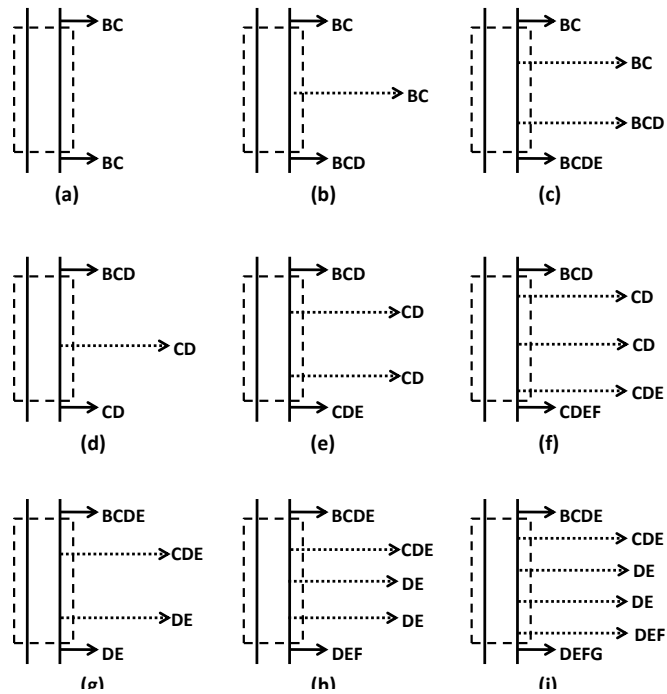 BC BC BC
BC
BC
BCD
BC BCD BCDE
(a) (b) (c)
BCD BCD BCD
CD
CD
CD
CD
CD
CDE
CD CDE CDEF
(d) (e) (f)
BCDE BCDE BCDE
CDE
CDE
CDE
DE
DE
DE
DE
DE
DEF
DE DEF DEFG
(g) (h) (i)